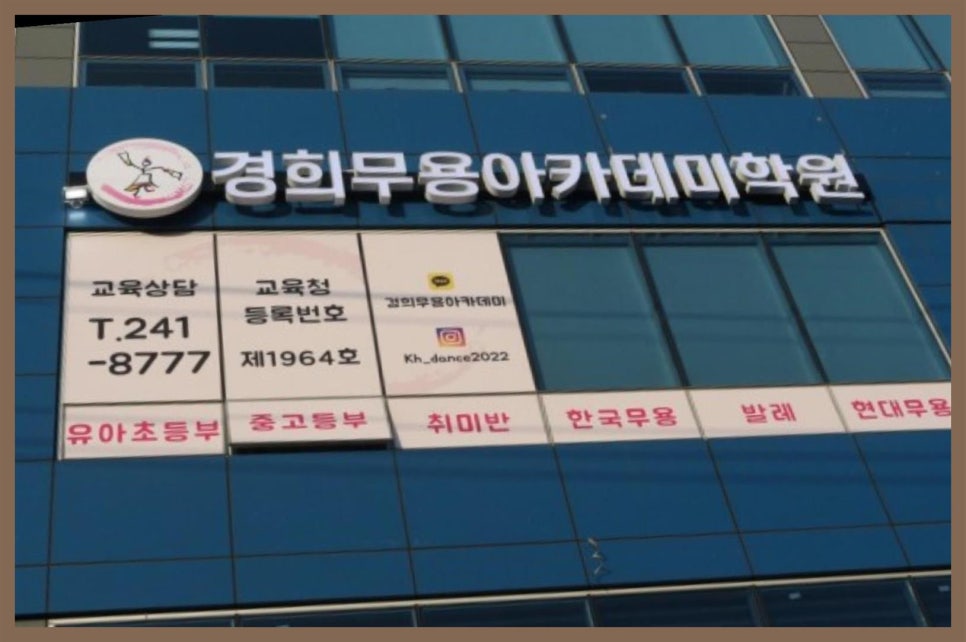 경희무용아카데미학원
교육상담
T.241
-8777
교육청
등록번호
제1964호
경희무용아카데미
Kh_dance2022
유아초등부
중고등부
취미반
한국무용
발레
현대무용